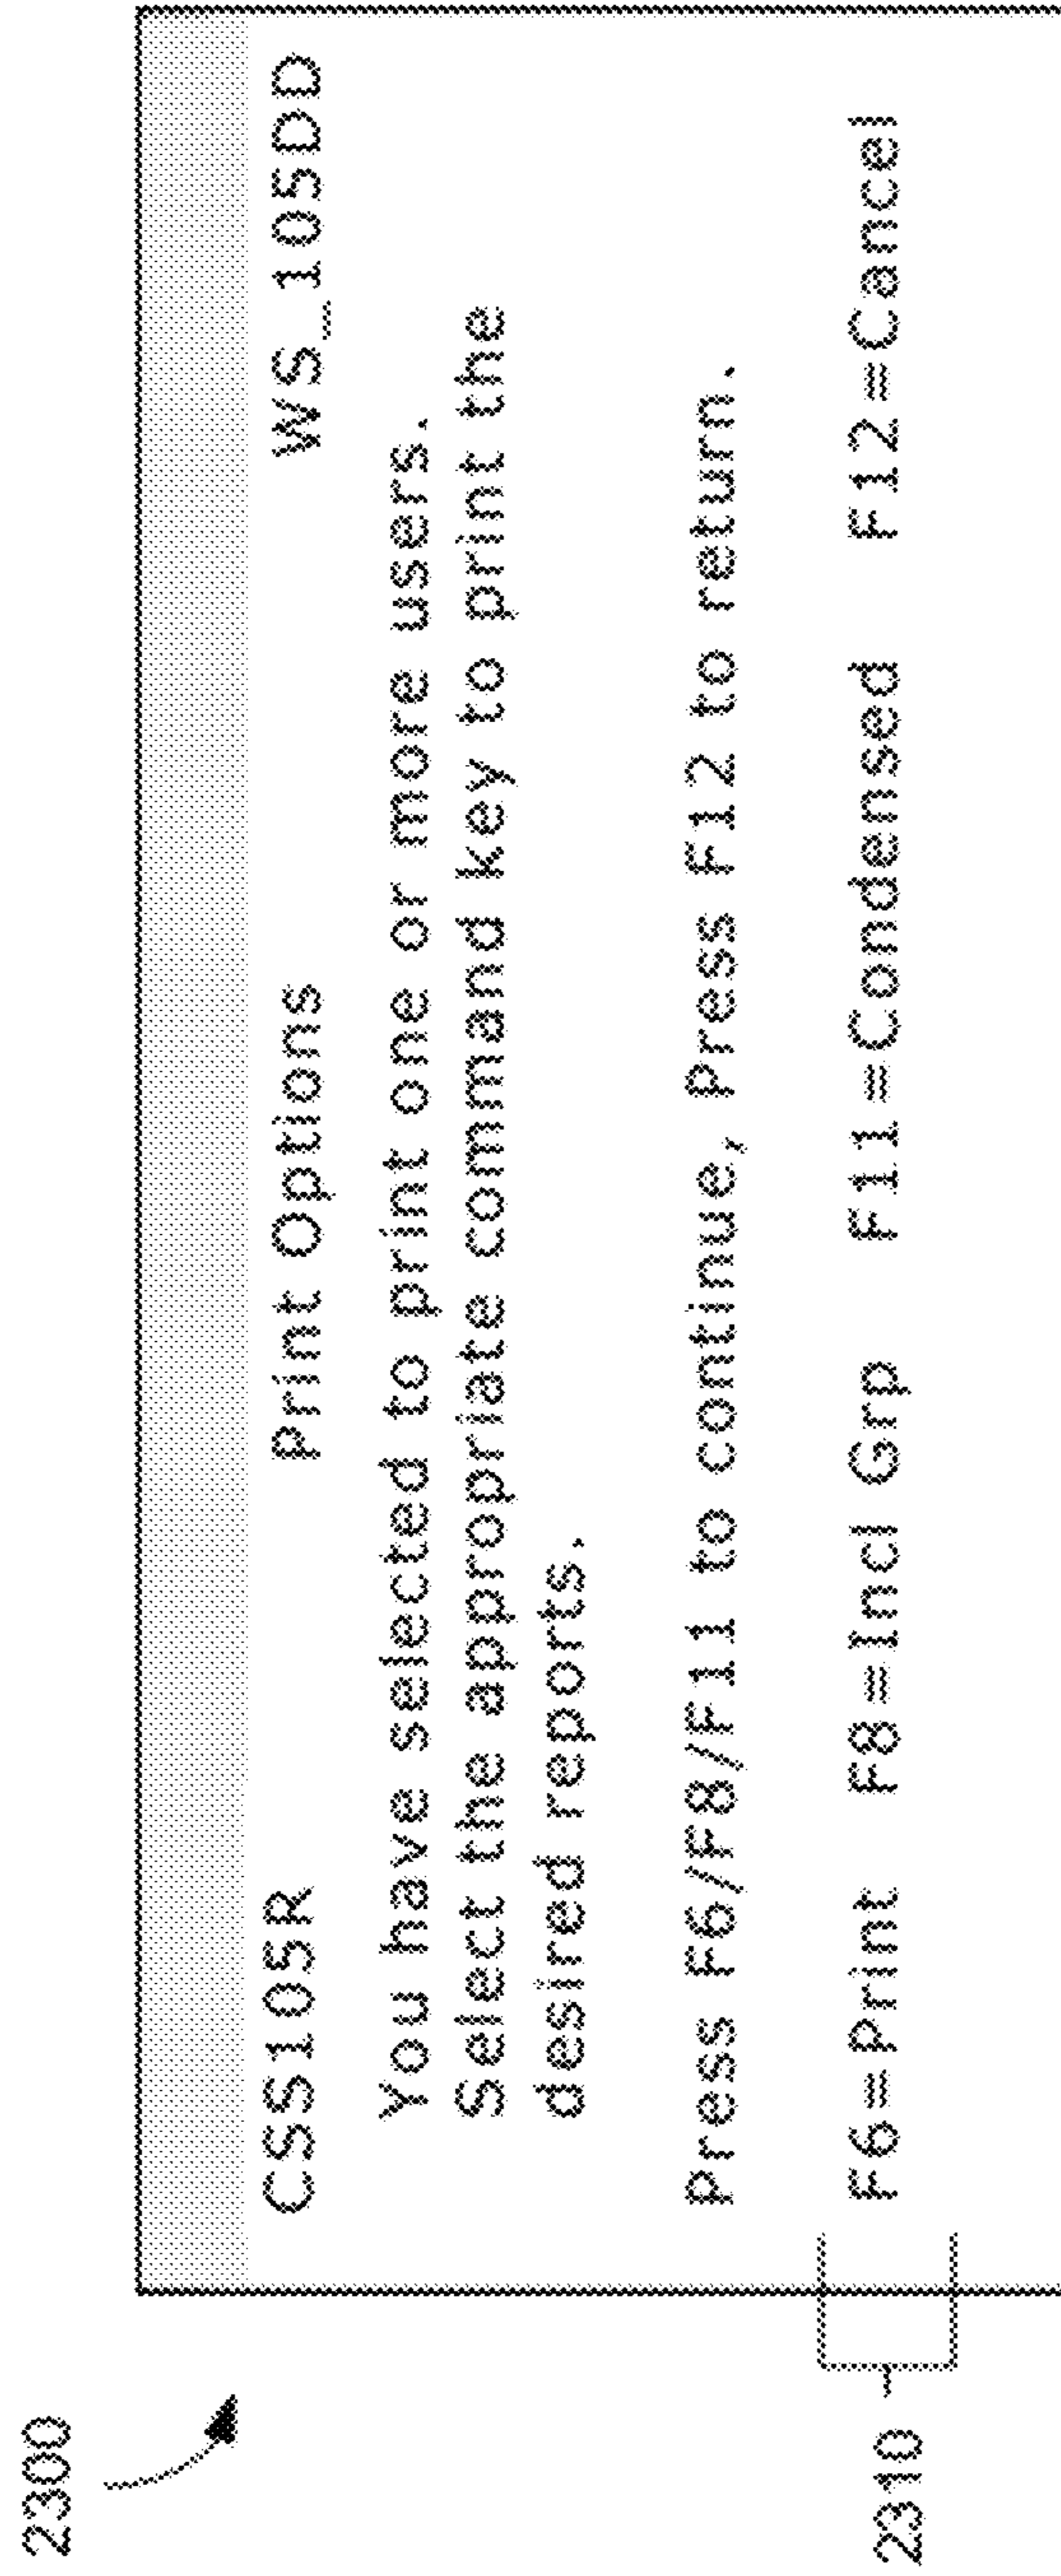 2300
CSS105R Print Options WS_105DD
You have selected to print one or more users.
Select the appropriate command key to print the
desired reports.
Press F6/F8/F11 to continue, Press F12 to return.
2310
F6=Print F8=Incl Grp F11=Condensed F12=Cancel